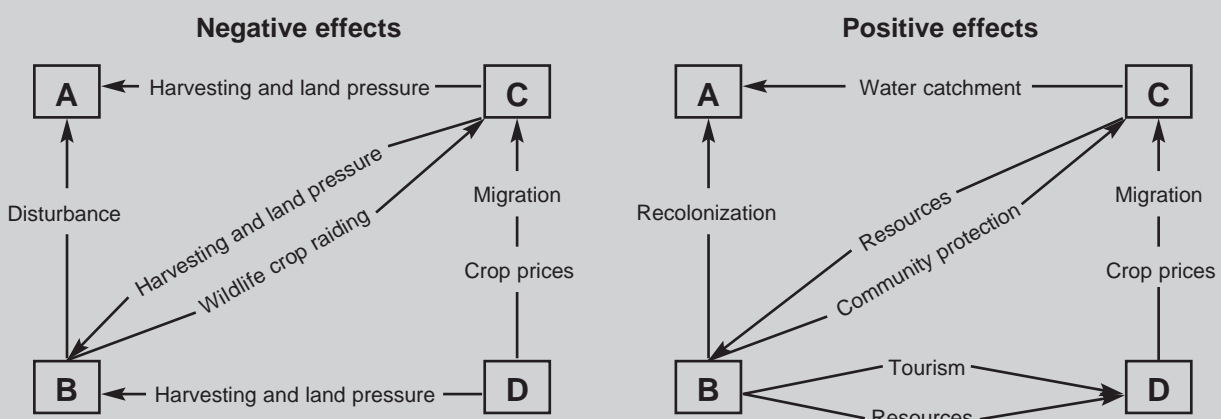 Negative effects
A
Harvesting and land pressure
C
Disturbance
Harvesting and land pressure
Wildlife crop raiding
Migration
Crop prices
B
Harvesting and land pressure
D
Positive effects
A
Water catchment
C
Recolonization
Resources
Community protection
Migration
Crop prices
B
Tourism
Resources
D